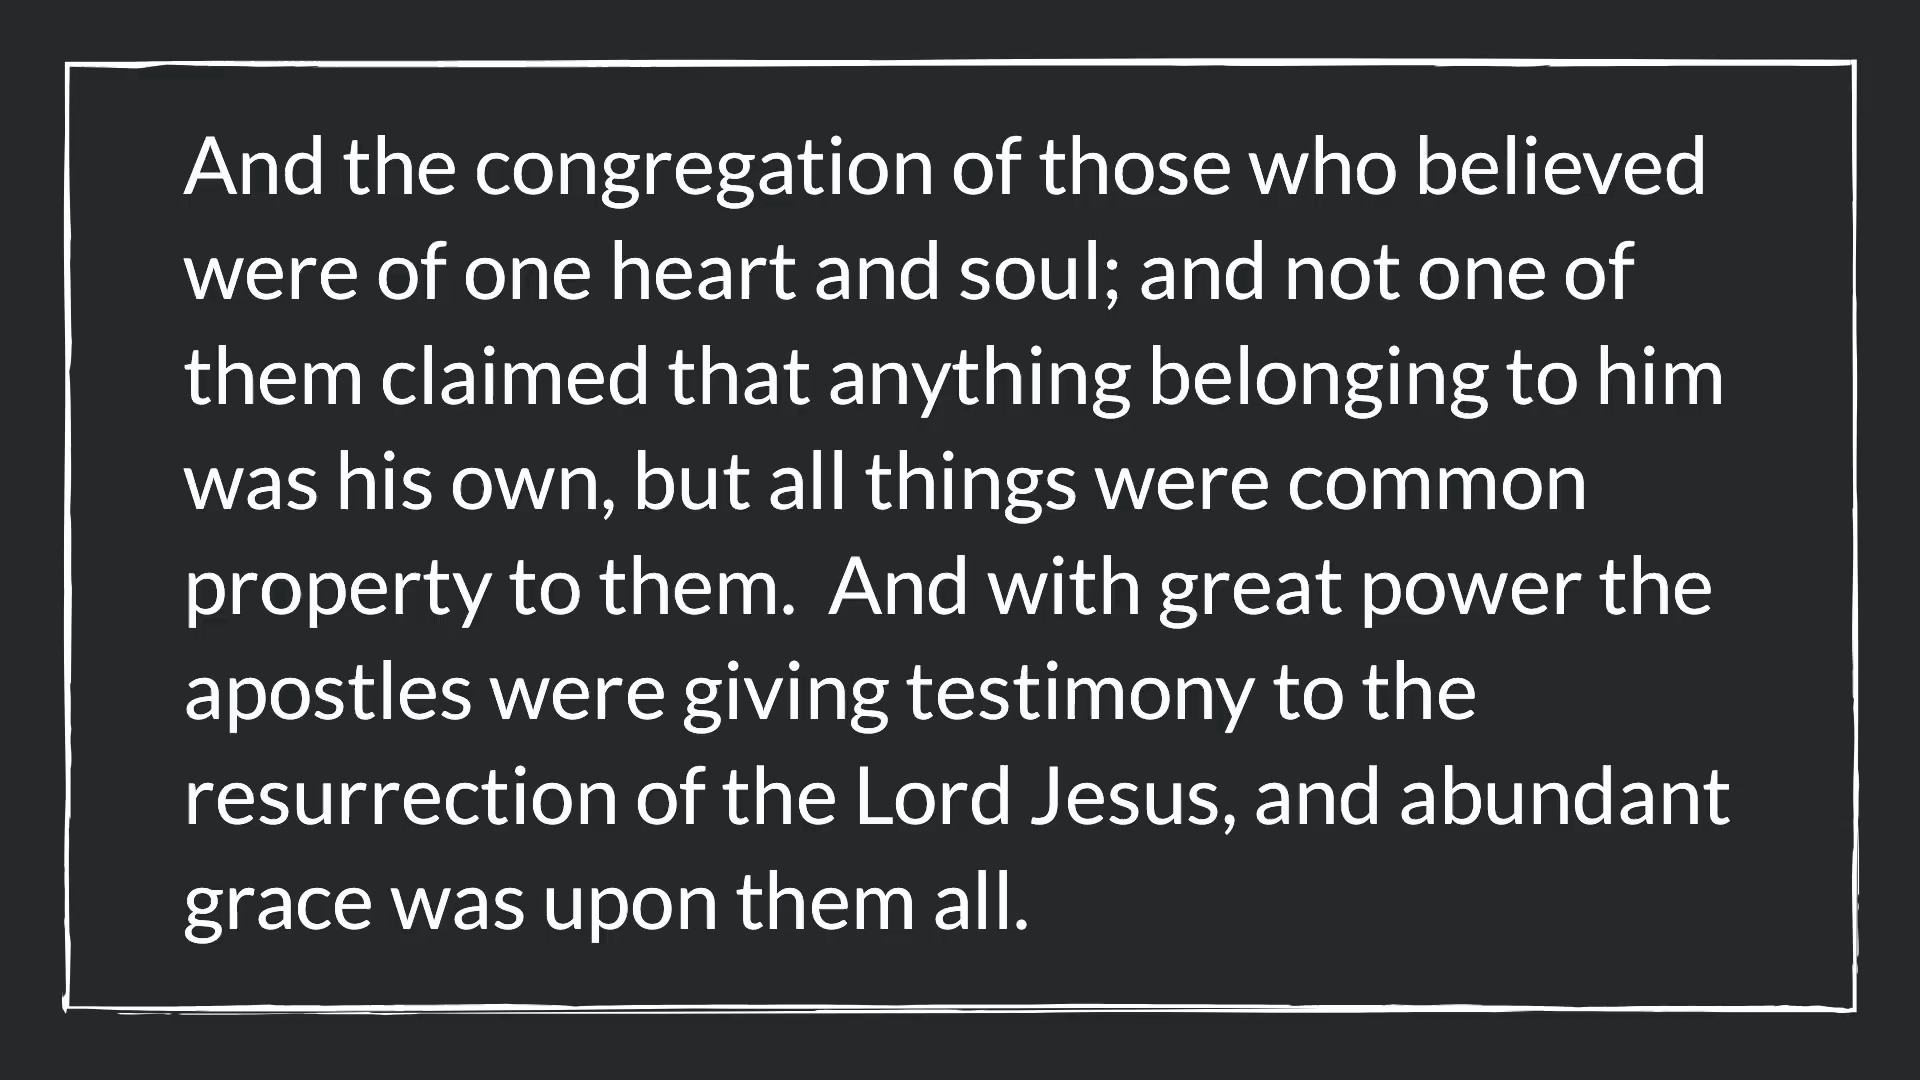 And the congregation of those who believed
were of one heart and soul; and not one of
them claimed that anything belonging to him
was his own, but all things were common
property to them.  And with great power the
apostles were giving testimony to the
resurrection of the Lord Jesus, and abundant
grace was upon them all.